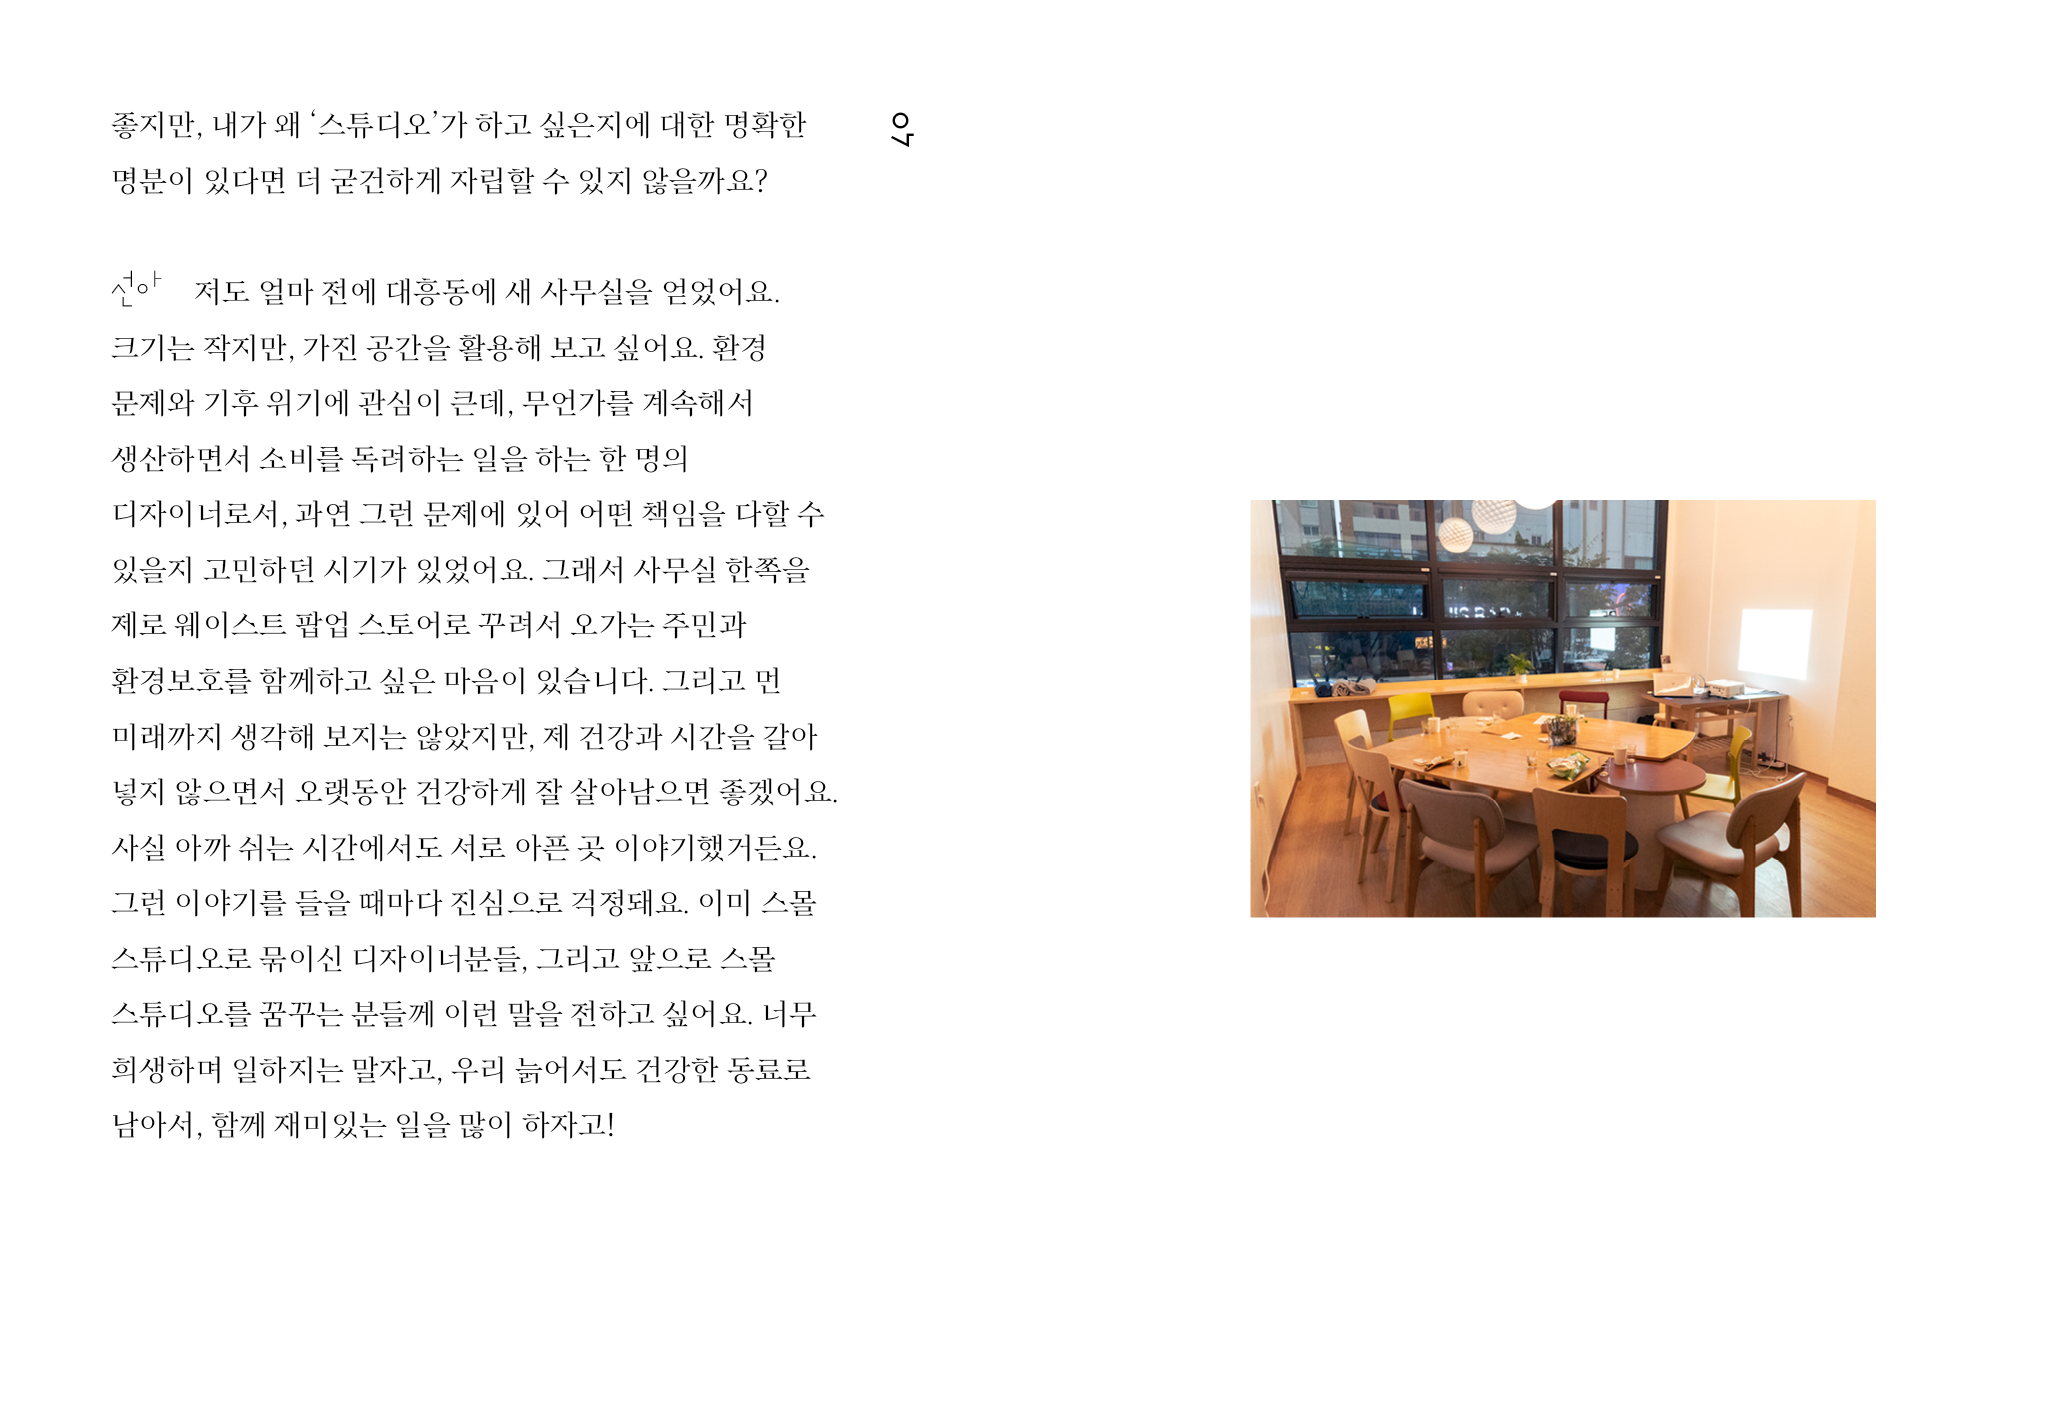 좋지만, 내가 왜 ‘스튜디오’가 하고 싶은지에 대한 명확한
명분이 있다면 더 굳건하게 자립할 수 있지 않을까요?
07
선아 저도 얼마 전에 대흥동에 새 사무실을 얻었어요.
크기는 작지만, 가진 공간을 활용해 보고 싶어요. 환경
문제와 기후 위기에 관심이 큰데, 무언가를 계속해서
생산하면서 소비를 독려하는 일을 하는 한 명의
디자이너로서, 과연 그런 문제에 있어 어떤 책임을 다할 수
있을지 고민하던 시기가 있었어요. 그래서 사무실 한쪽을
제로 웨이스트 팝업 스토어로 꾸려서 오가는 주민과
환경보호를 함께하고 싶은 마음이 있습니다. 그리고 먼
미래까지 생각해 보지는 않았지만, 제 건강과 시간을 갈아
넣지 않으면서 오랫동안 건강하게 잘 살아남으면 좋겠어요.
사실 아까 쉬는 시간에서도 서로 아픈 곳 이야기했거든요.
그런 이야기를 들을 때마다 진심으로 걱정돼요. 이미 스몰
스튜디오로 묶이신 디자이너분들, 그리고 앞으로 스몰
스튜디오를 꿈꾸는 분들께 이런 말을 전하고 싶어요. 너무
희생하며 일하지는 말자고, 우리 늙어서도 건강한 동료로
남아서, 함께 재미있는 일을 많이 하자고!